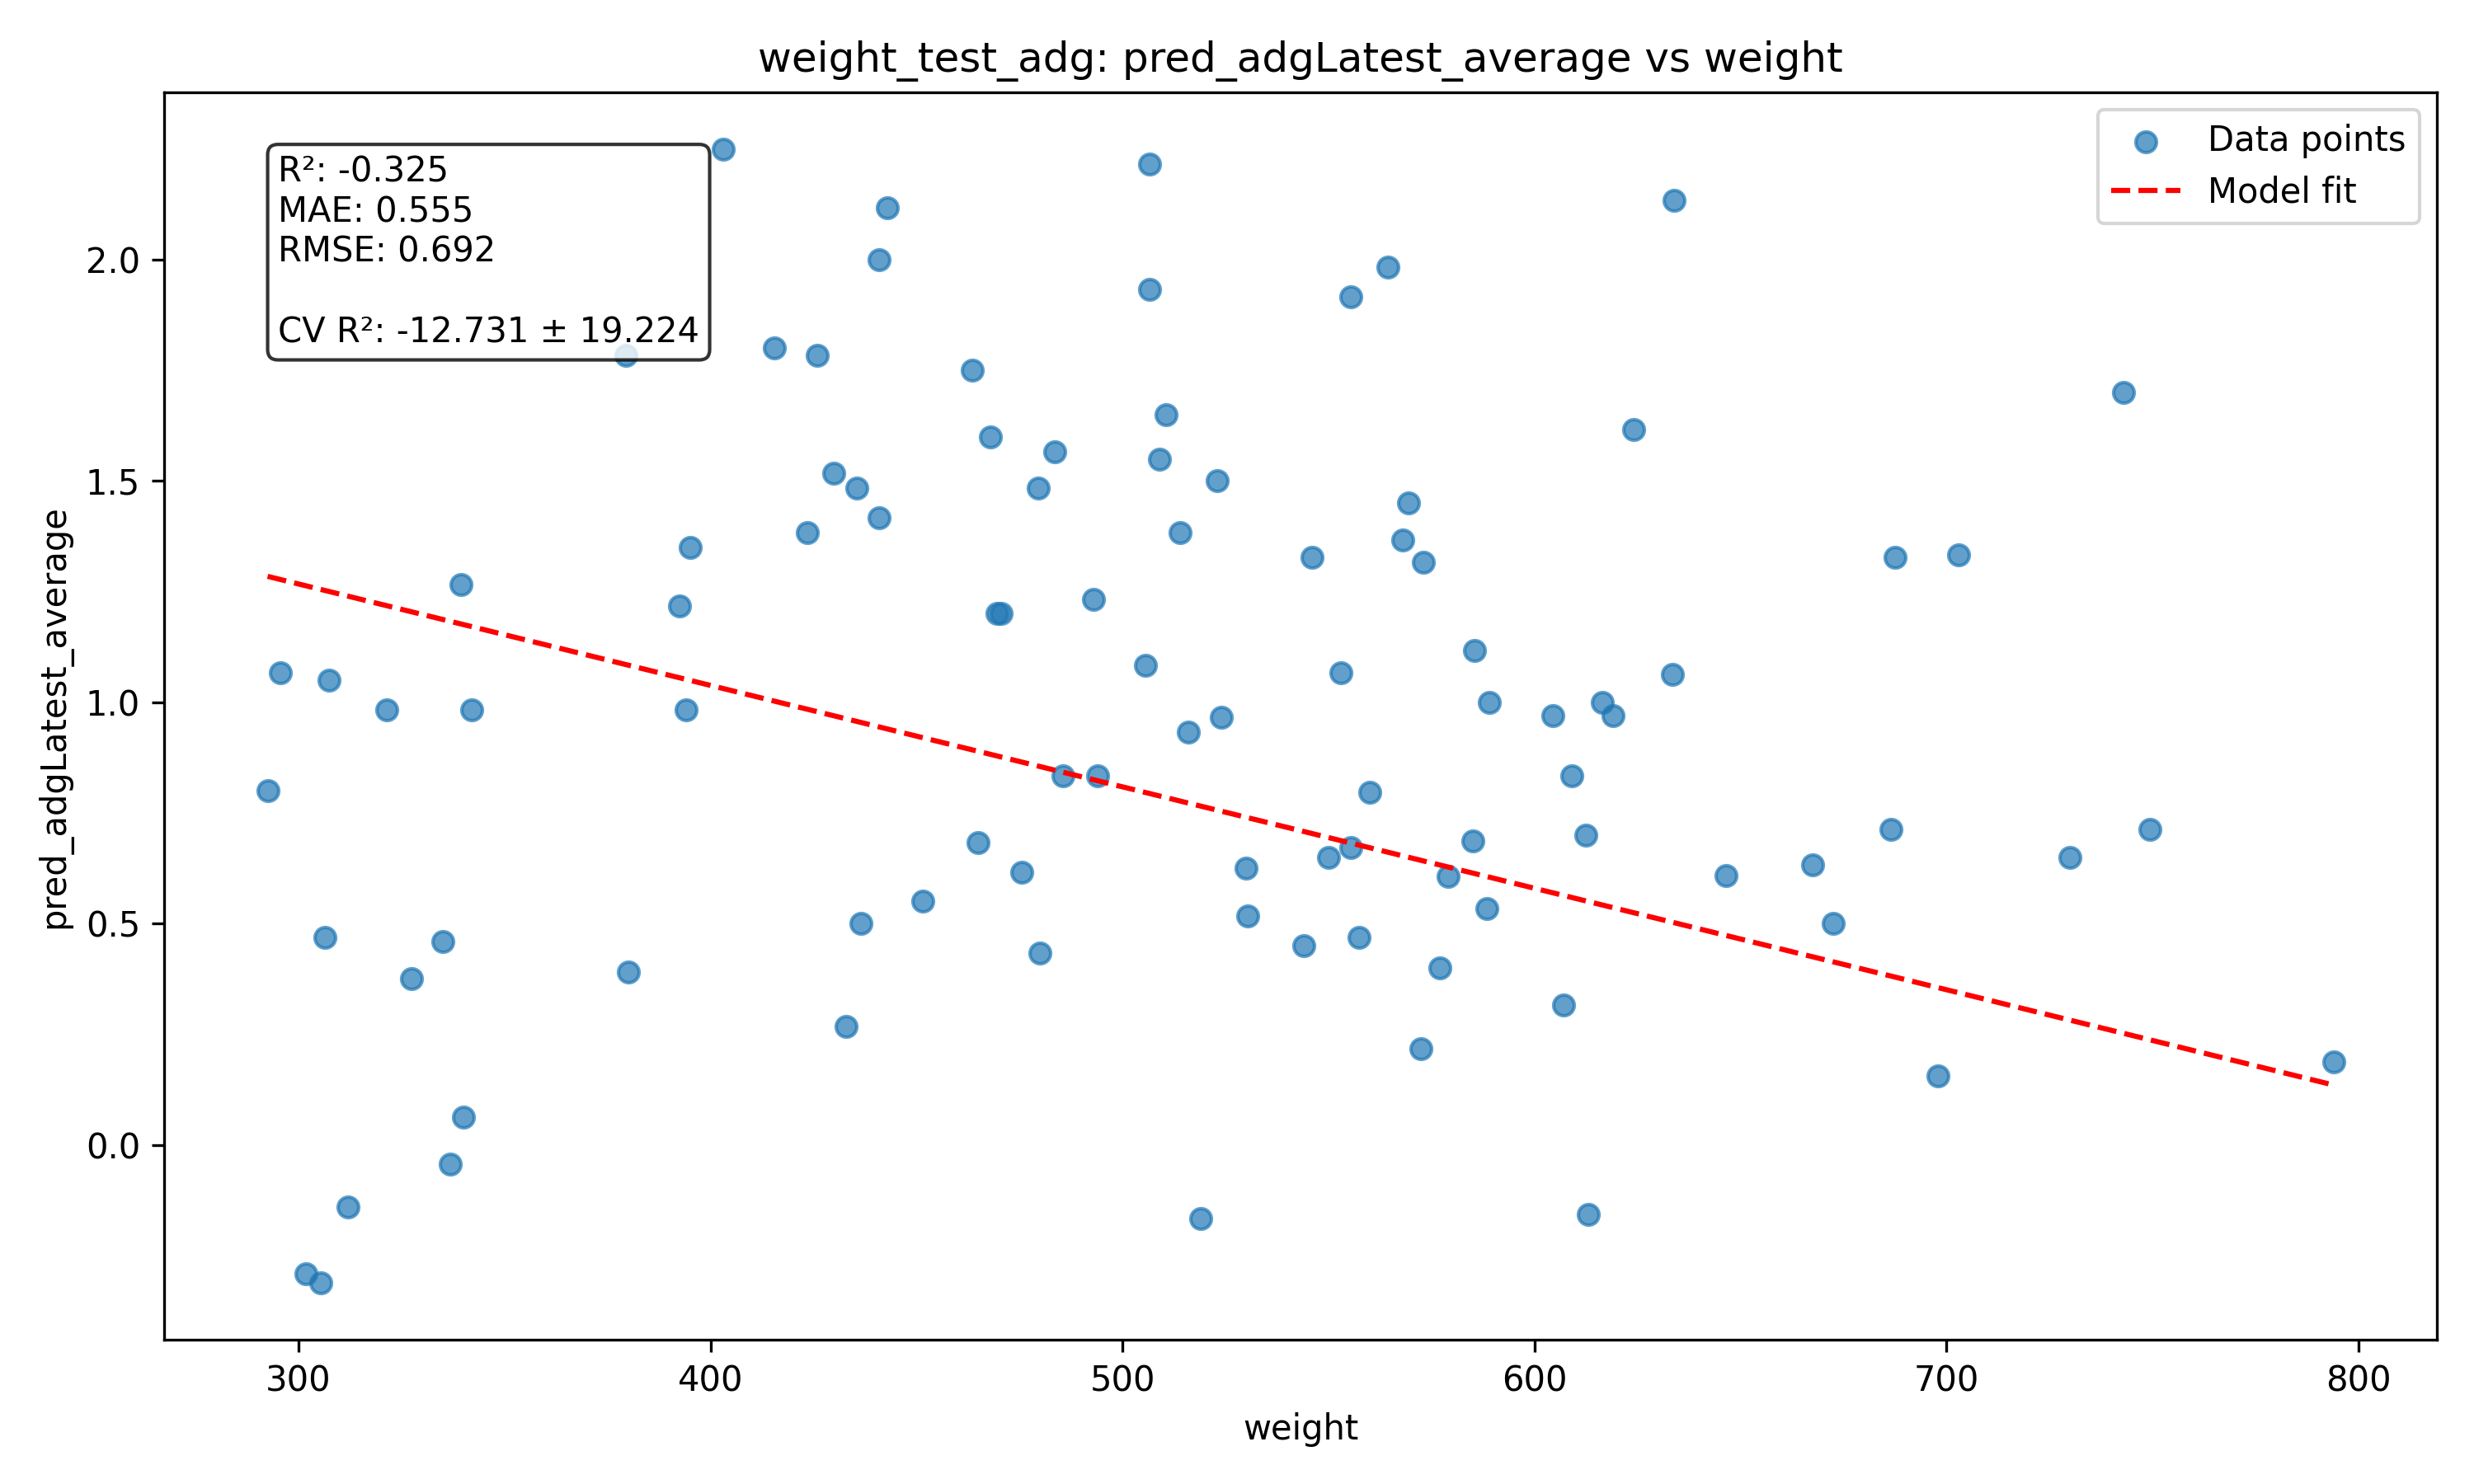 weight_test_adg: pred_adgLatest_average vs weight
R²: -0.325
MAE: 0.555
RMSE: 0.692
CV R²: -12.731 ± 19.224
Data points
Model fit
pred_adgLatest_average
2.0
1.5
1.0
0.5
0.0
300 400 500 600 700 800
weight